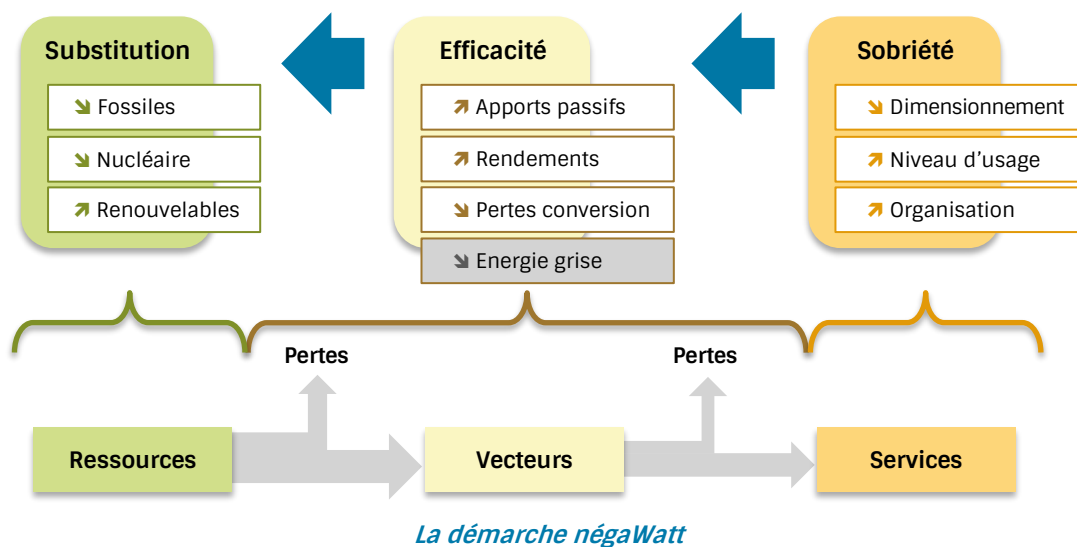 Substitution
↘ Fossiles
↘ Nucléaire
↗ Renouvelables
Efficacité
↗ Apports passifs
↗ Rendements
↘ Pertes conversion
↘ Energie grise
Sobriété
↘ Dimensionnement
↗ Niveau d'usage
↗ Organisation
Pertes
Pertes
Ressources
Vecteurs
Services
La démarche négaWatt